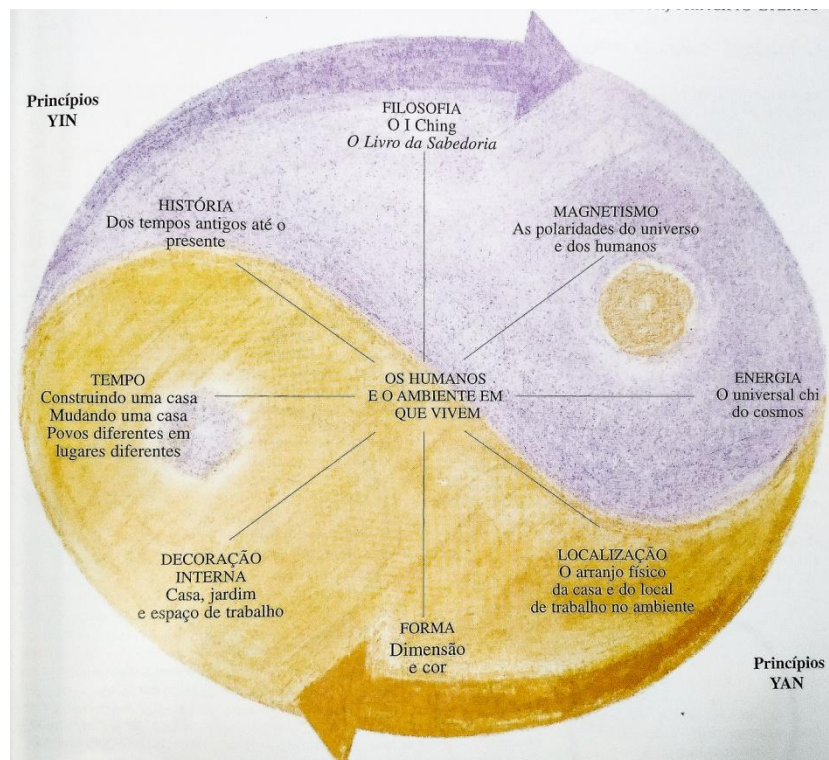 Princípios
YIN
FILOSOFIA
O I Ching
O Livro da Sabedoria
HISTÓRIA
Dos tempos antigos até o
presente
MAGNETISMO
As polaridades do universo
e dos humanos
TEMPO
Construindo uma casa
Mudando uma casa
Povos diferentes em
lugares diferentes
OS HUMANOS
E O AMBIENTE EM
QUE VIVEM
ENERGIA
O universal chi
do cosmos
DECORAÇÃO
INTERNA
Casa, jardim
e espaço de trabalho
FORMA
Dimensão
e cor
LOCALIZAÇÃO
O arranjo físico
da casa e do local
de trabalho no ambiente
Princípios
YAN